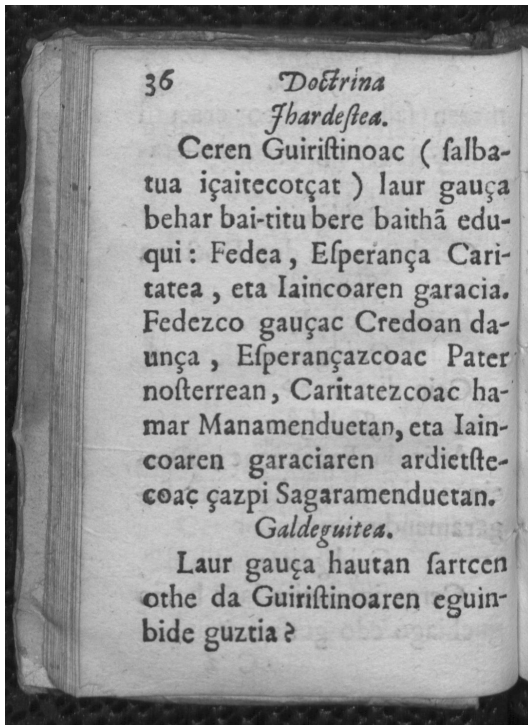 36 Doctrina
Jhardeſtea.
Ceren Guiriſtinoac ( ſalba-
tua içaitecotçat ) laur gauça
behar bai-titu bere baithã edu-
qui : Fedea , Eſperança Cari-
tatea , eta Iaincoaren garacia.
Fedezco gauçac Credoan da-
unça , Eſperançazcoac Pater
noſterrean, Caritatezcoac ha-
mar Manamenduetan, eta Iain-
coaren garaciaren ardietſte-
coac çazpi Sagaramenduetan.
Galdeguitea.
Laur gauça hautan ſartcen
othe da Guiriſtinoaren eguin-
bide guztia ?